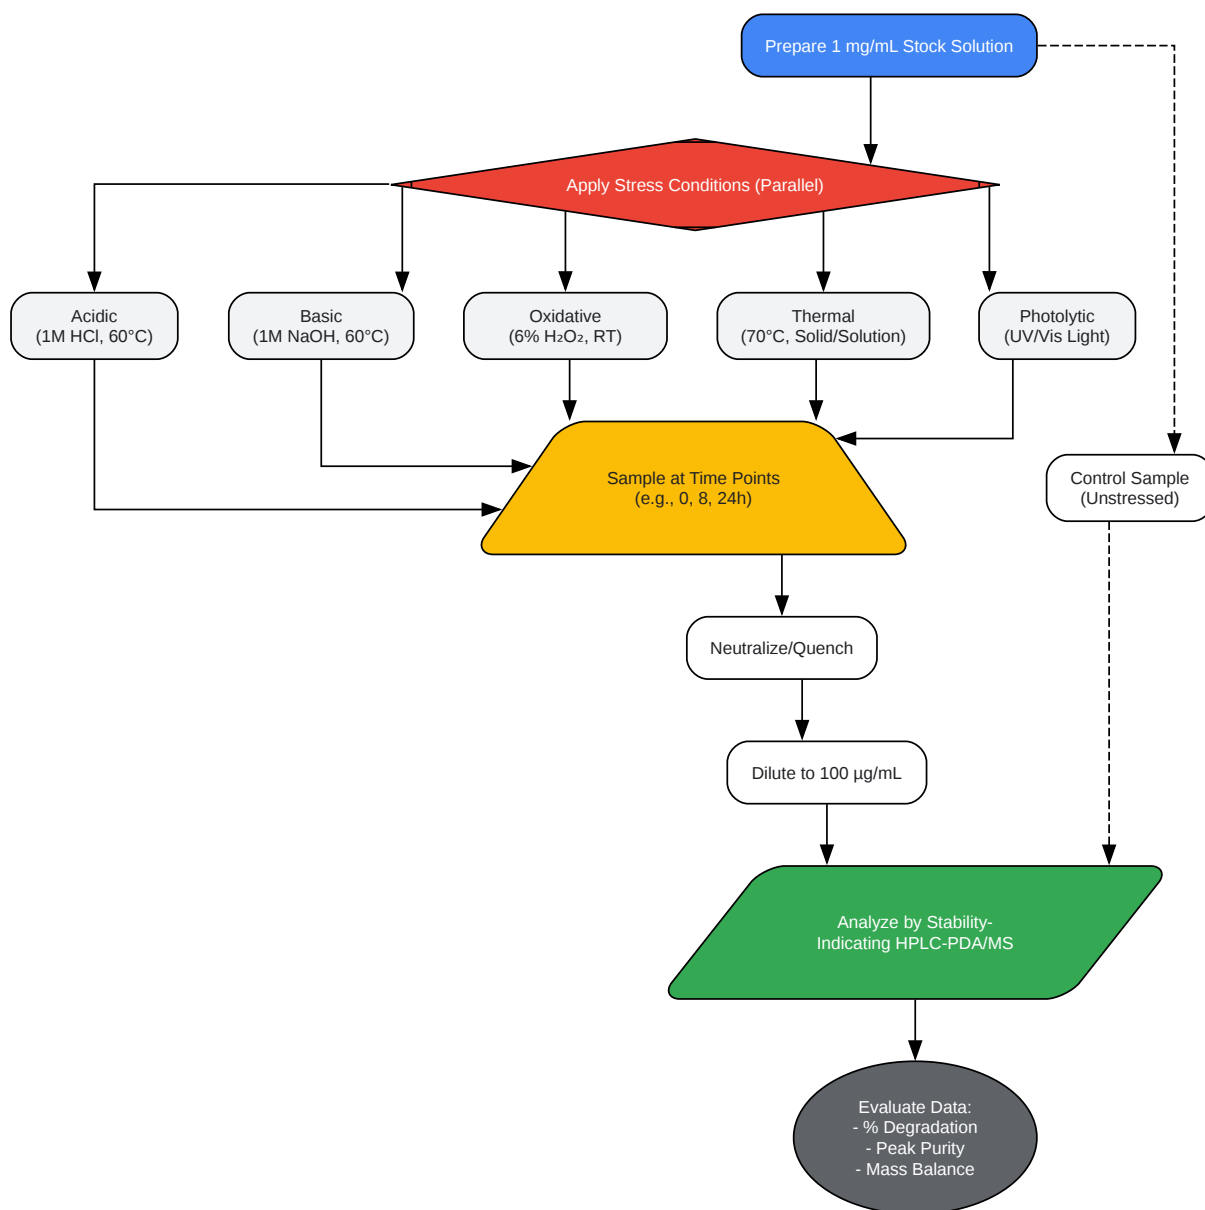 Prepare 1 mg/mL Stock Solution
Apply Stress Conditions (Parallel)
Acidic
(1M HCl, 60°C)
Basic
(1M NaOH, 60°C)
Oxidative
(6% H₂O₂, RT)
Thermal
(70°C, Solid/Solution)
Photolytic
(UV/Vis Light)
Sample at Time Points
(e.g., 0, 8, 24h)
Control Sample
(Unstressed)
Neutralize/Quench
Dilute to 100 µg/mL
Analyze by Stability-
Indicating HPLC-PDA/MS
Evaluate Data:
- % Degradation
- Peak Purity
- Mass Balance